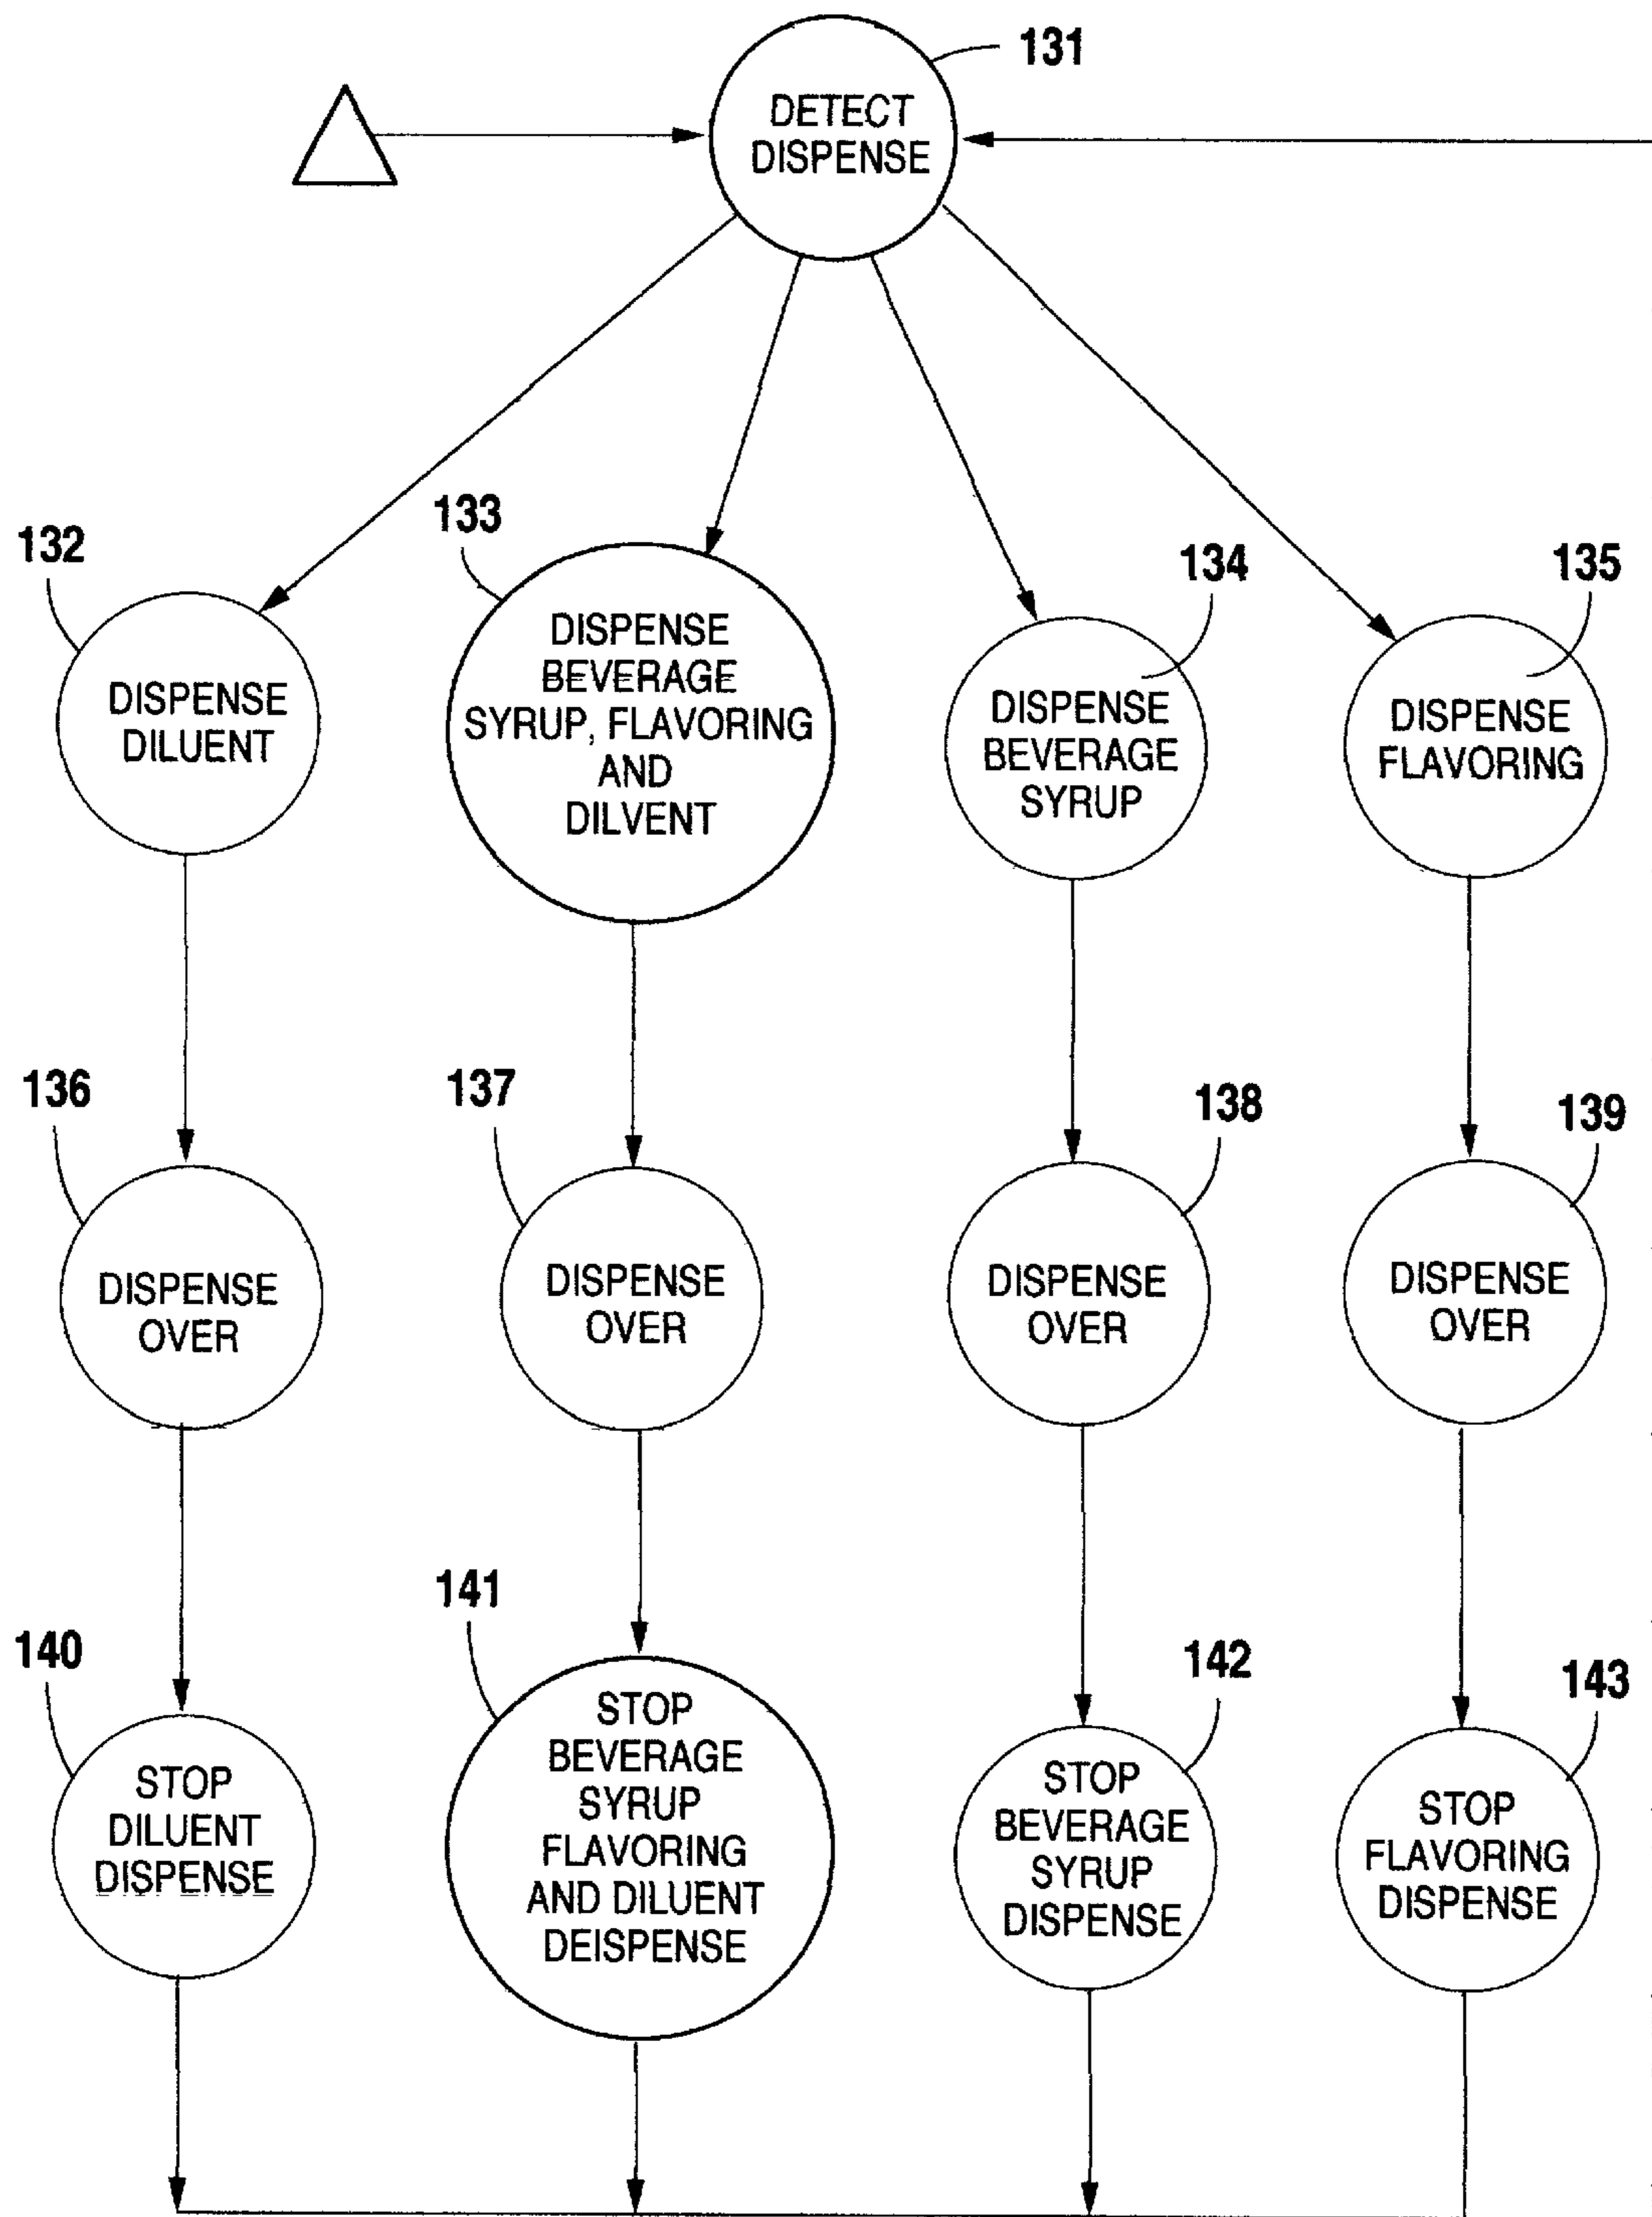 131
DETECT
DISPENSE
132
DISPENSE
DILUENT
133
DISPENSE
BEVERAGE
SYRUP, FLAVORING
AND
DILVENT
134
DISPENSE
BEVERAGE
SYRUP
135
DISPENSE
FLAVORING
136
DISPENSE
OVER
137
DISPENSE
OVER
138
DISPENSE
OVER
139
DISPENSE
OVER
140
STOP
DILUENT
DISPENSE
141
STOP
BEVERAGE
SYRUP
FLAVORING
AND DILUENT
DEISPENSE
142
STOP
BEVERAGE
SYRUP
DISPENSE
143
STOP
FLAVORING
DISPENSE